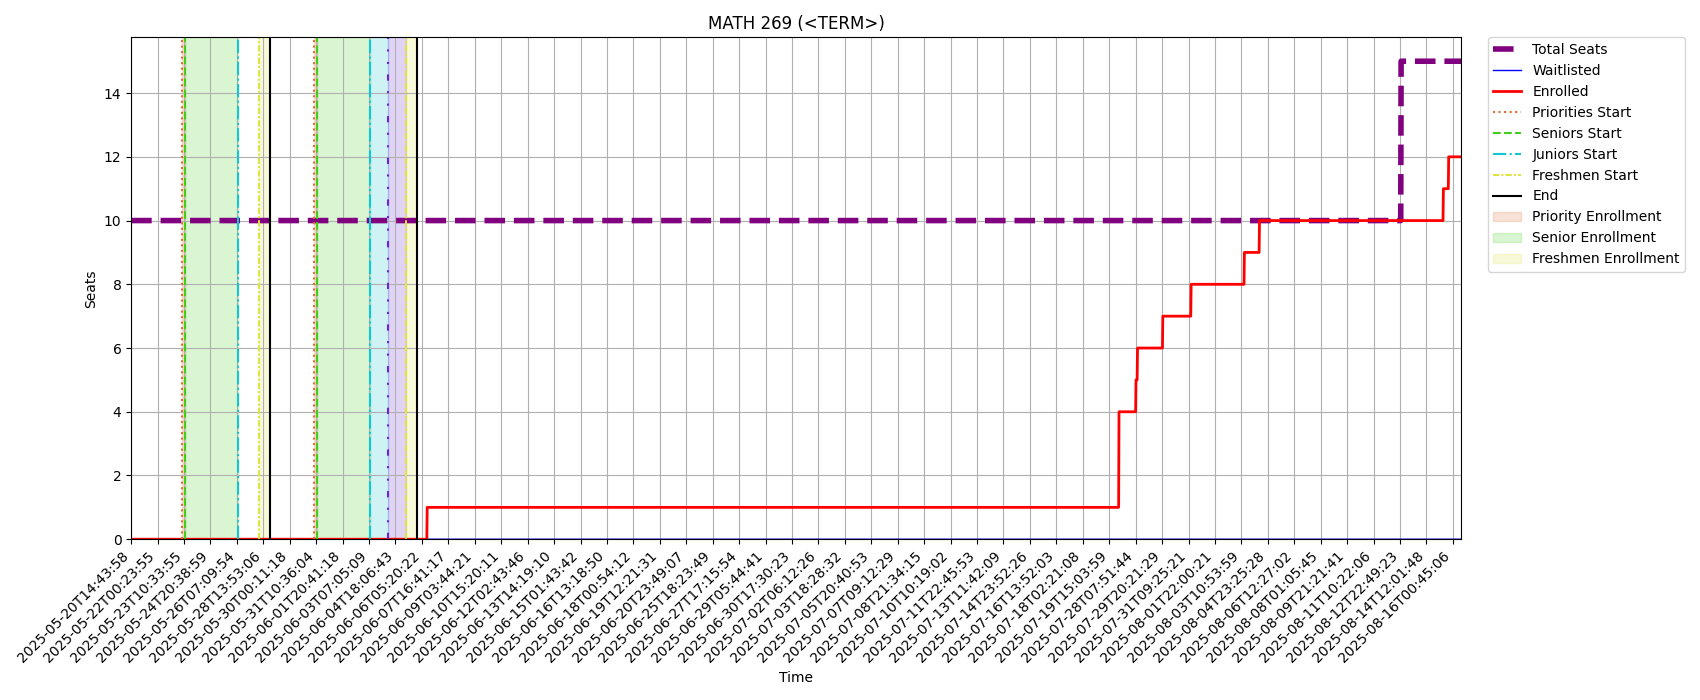 MATH 269 (<TERM>)
Total Seats
Waitlisted
Enrolled
Priorities Start
Seniors Start
Juniors Start
Freshmen Start
End
Priority Enrollment
Senior Enrollment
Freshmen Enrollment
Seats
14
12
10
8
6
4
2
0
2025-05-20T14:43:58
2025-05-22T00:23:55
2025-05-23T10:33:55
2025-05-24T20:38:59
2025-05-26T07:09:54
2025-05-28T13:53:06
2025-05-30T00:11:18
2025-05-31T10:36:04
2025-06-01T20:41:18
2025-06-03T07:05:09
2025-06-04T18:06:43
2025-06-06T05:20:22
2025-06-07T16:41:17
2025-06-09T03:44:21
2025-06-10T15:20:11
2025-06-12T02:43:46
2025-06-13T14:19:10
2025-06-15T01:43:42
2025-06-16T13:18:50
2025-06-18T00:54:12
2025-06-19T12:21:31
2025-06-20T23:49:07
2025-06-25T18:23:49
2025-06-27T17:15:54
2025-06-29T05:44:41
2025-06-30T17:30:23
2025-07-02T06:12:26
2025-07-03T18:28:32
2025-07-05T20:40:53
2025-07-07T09:12:29
2025-07-08T21:34:15
2025-07-10T10:19:02
2025-07-11T22:45:53
2025-07-13T11:42:09
2025-07-14T23:52:26
2025-07-16T13:52:03
2025-07-18T02:21:08
2025-07-19T15:03:59
2025-07-28T07:51:44
2025-07-29T20:21:29
2025-07-31T09:25:21
2025-08-01T22:00:21
2025-08-03T10:53:59
2025-08-04T23:25:28
2025-08-06T12:27:02
2025-08-08T01:05:45
2025-08-09T21:21:41
2025-08-11T10:22:06
2025-08-12T22:49:23
2025-08-14T12:01:48
2025-08-16T00:45:06
Time